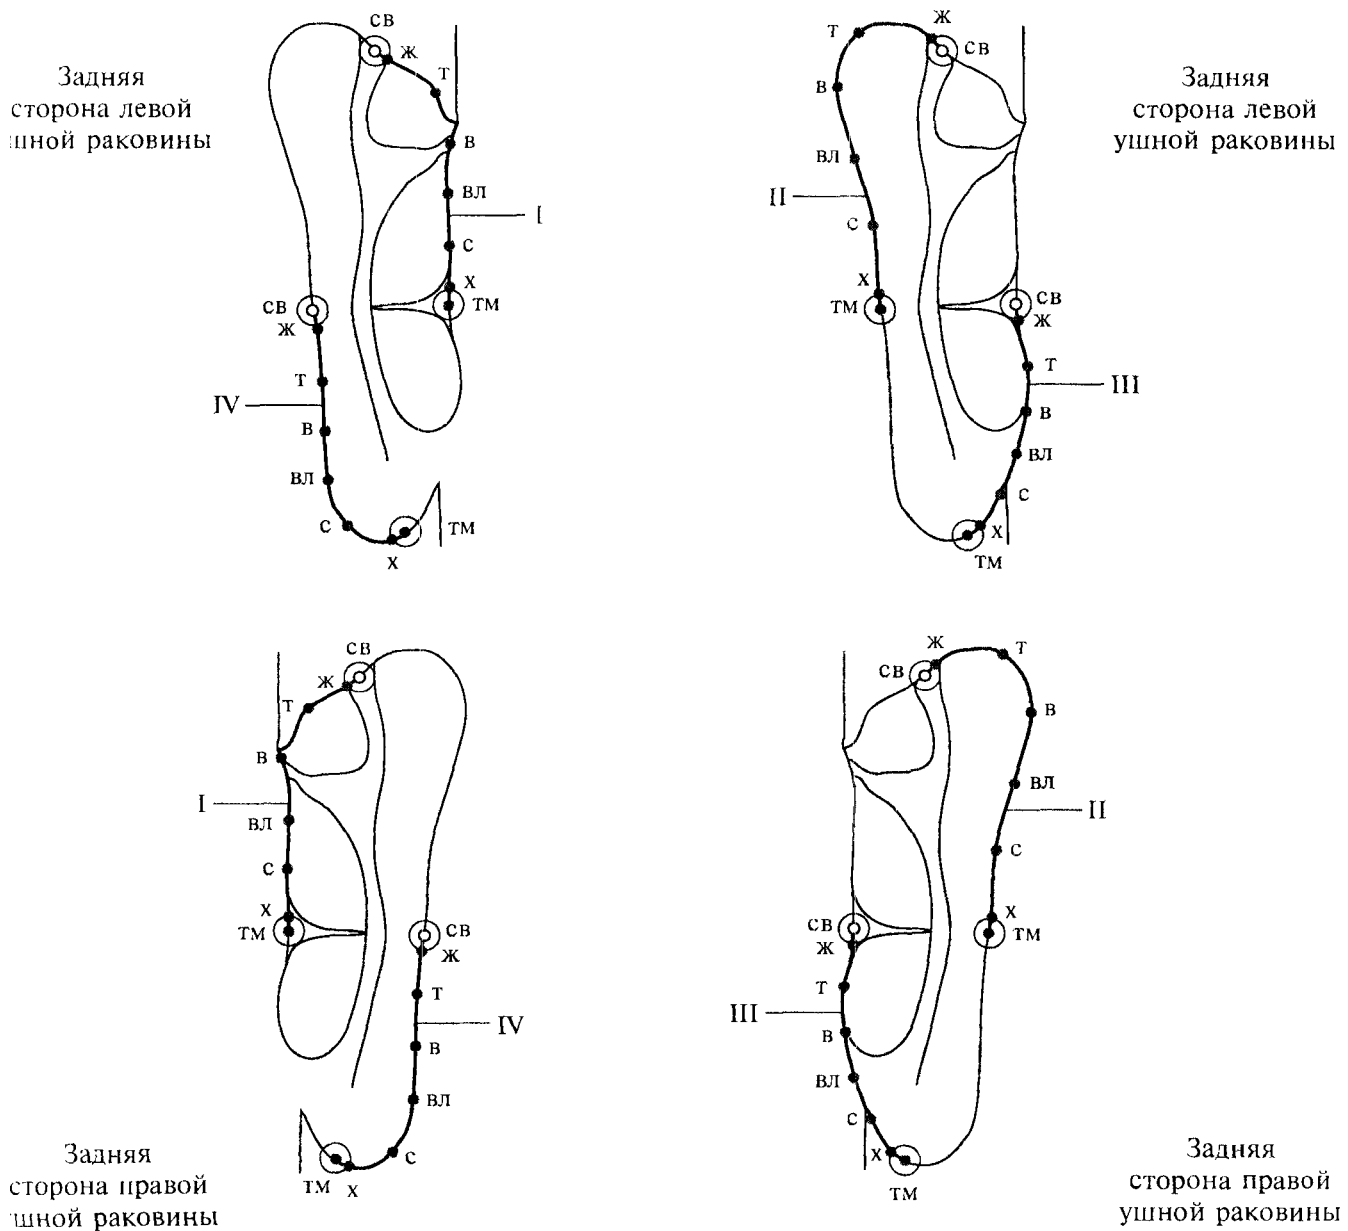 св
ж
т
в
вл
I
с
х
тм
св
ж
т
IV
в
вл
с
тм
х
Задняя
сторона левой
ушной раковины
ж
т
св
в
вл
II
с
х
тм
св
ж
т
III
в
вл
с
х
тм
Задняя
сторона левой
ушной раковины
св
ж
т
в
I
вл
с
х
тм
св
ж
т
IV
в
вл
с
тм
х
Задняя
сторона правой
ушной раковины
ж
св
т
в
вл
II
с
х
тм
св
ж
т
III
в
вл
с
х
тм
Задняя
сторона правой
ушной раковины